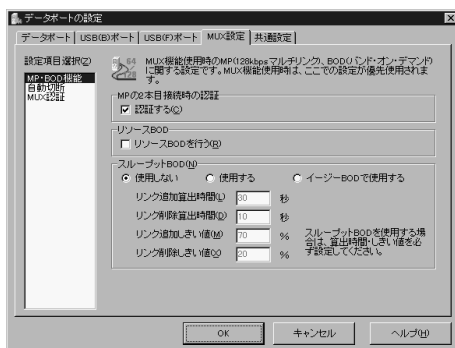 データポートの設定
データポート USB(B)ポート USB(F)ポート MUX設定 共通設定
設定項目選択(Z)
MP・BOD機能
自動切断
MUX認証
64
128
MUX機能使用時のMP(128kbpsマルチリンク)、BOD(バンド・オン・デマンド)に関する設定です。MUX機能使用時は、ここでの設定が優先使用されます。
MPの2本目接続時の認証
認証する(C)
リソースBOD
リソースBODを行う(R)
スループットBOD(N)
使用しない 使用する イージーBODで使用する
リンク追加算出時間(L) 30 秒
リンク削除算出時間(D) 10 秒
リンク追加しきい値(M) 70 %
リンク削除しきい値(X) 20 %
スループットBODを使用する場合は、算出時間・しきい値を必ず設定してください。
OK キャンセル ヘルプ(H)